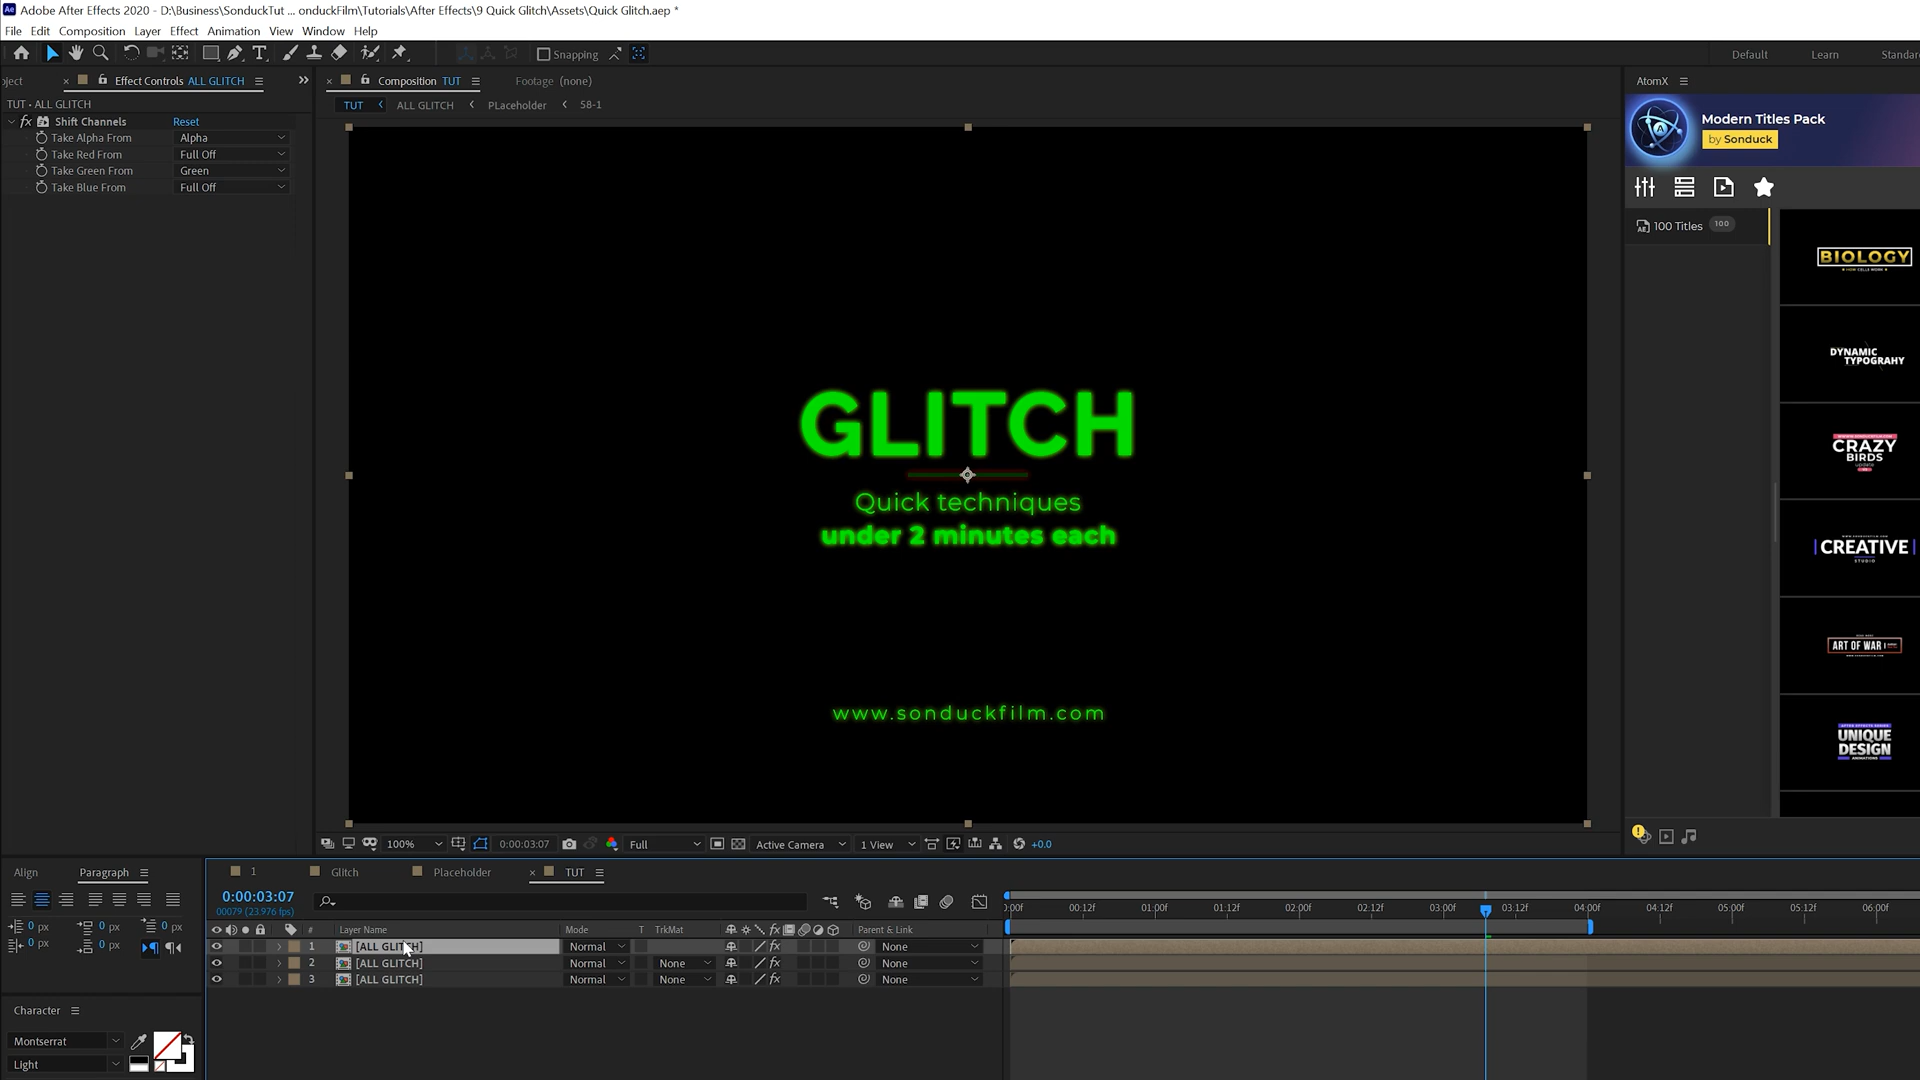 Adobe After Effects 2020 - D:\Business\SonduckTut ... onduckFilm\Tutorials\After Effects\9 Quick Glitch\Assets\Quick Glitch.aep *
File Edit Composition Layer Effect Animation View Window Help
Snapping
Default Learn Standar
oject
Effect Controls ALL GLITCH
Composition TUT
Footage (none)
AtomX
TUT • ALL GLITCH
TUT ALL GLITCH PLaceholder 58-1
fx Shift Channels Reset
Take Alpha From Alpha
Take Red From Full Off
Take Green From Green
Take Blue From Full Off
Modern Titles Pack
by Sonduck
100 Titles 100
BIOLOGY
DYNAMIC
TYPOGRAHY
CRAZY
BIRDS
update
CREATIVE
STUDIO
ART OF WAR
UNIQUE
DESIGN
GLITCH
Quick techniques
under 2 minutes each
www.sonduckfilm.com
100% 0:00:03:07 Full Active Camera 1 View +0.0
Align Paragraph
1 Glitch Placeholder TUT
0:00:03:07
00079 (23.976 fps)
0 px 0 px 0 px
0 px 0 px
:00f 00:12f 01:00f 01:12f 02:00f 02:12f 03:00f 03:12f 04:00f 04:12f 05:00f 05:12f 06:00f
# Layer Name Mode T TrkMat Parent & Link
1 [ALL GLITCH] Normal None
2 [ALL GLITCH] Normal None None
3 [ALL GLITCH] Normal None None
Character
Montserrat
Light